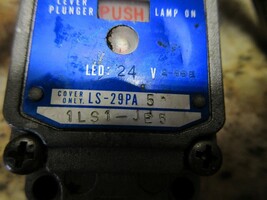 LEVER
PLUNGER PUSH LAMP ON
LED: 24 V
COVER ONLY. LS-29PA 5
1LS1-J